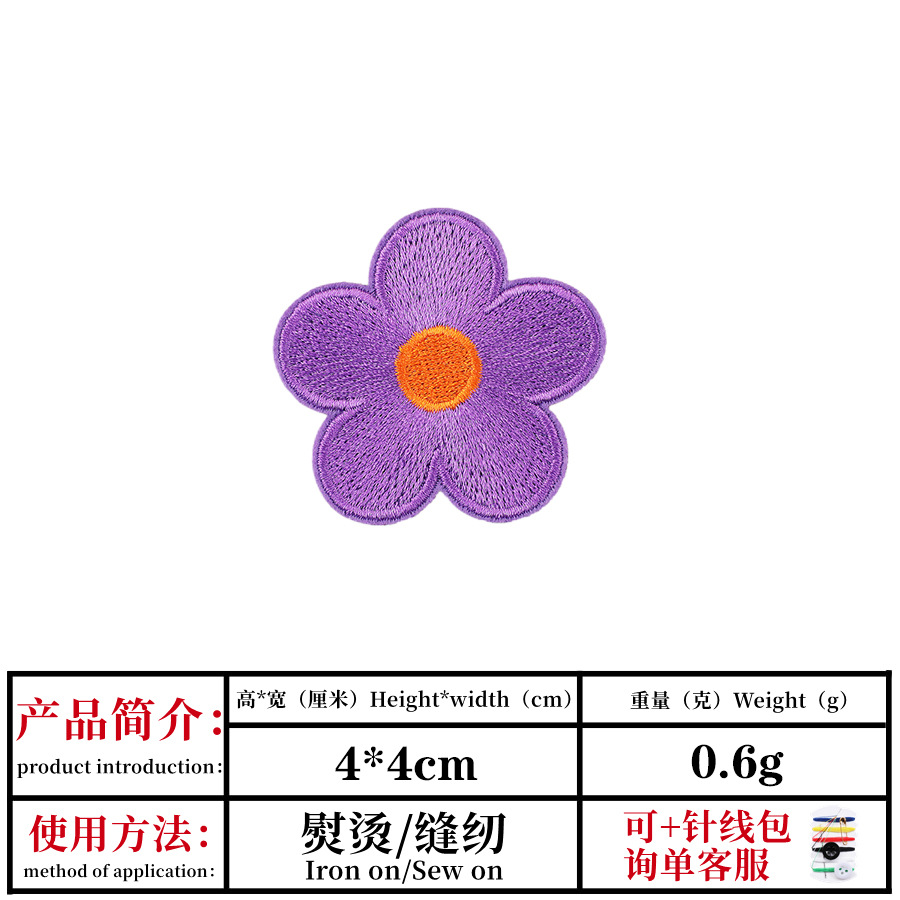 产品简介：
product introduction：
高*宽（厘米）Height*width（cm）
重量（克）Weight（g）
4*4cm
0.6g
使用方法：
method of application：
熨烫/缝纫
Iron on/Sew on
可+针线包
询单客服